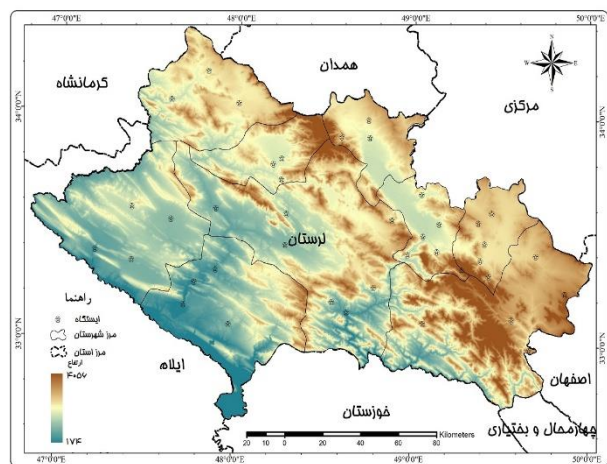 47°0'0"E
48°0'0"E
49°0'0"E
50°0'0"E
34°0'0"N
34°0'0"N
33°0'0"N
33°0'0"N
همدان
کرمانشاه
مرکزی
N
W E
S
لرستان
راهنما
ایستگاه
مرز شهرستان
مرز استان
ارتفاع
۴۰۵۶
۱۷۴
ایلام
خوزستان
اصفهان
چهارمحال و بختیاری
20 10 0 20 40 60 80
Kilometers
47°0'0"E
48°0'0"E
49°0'0"E
50°0'0"E